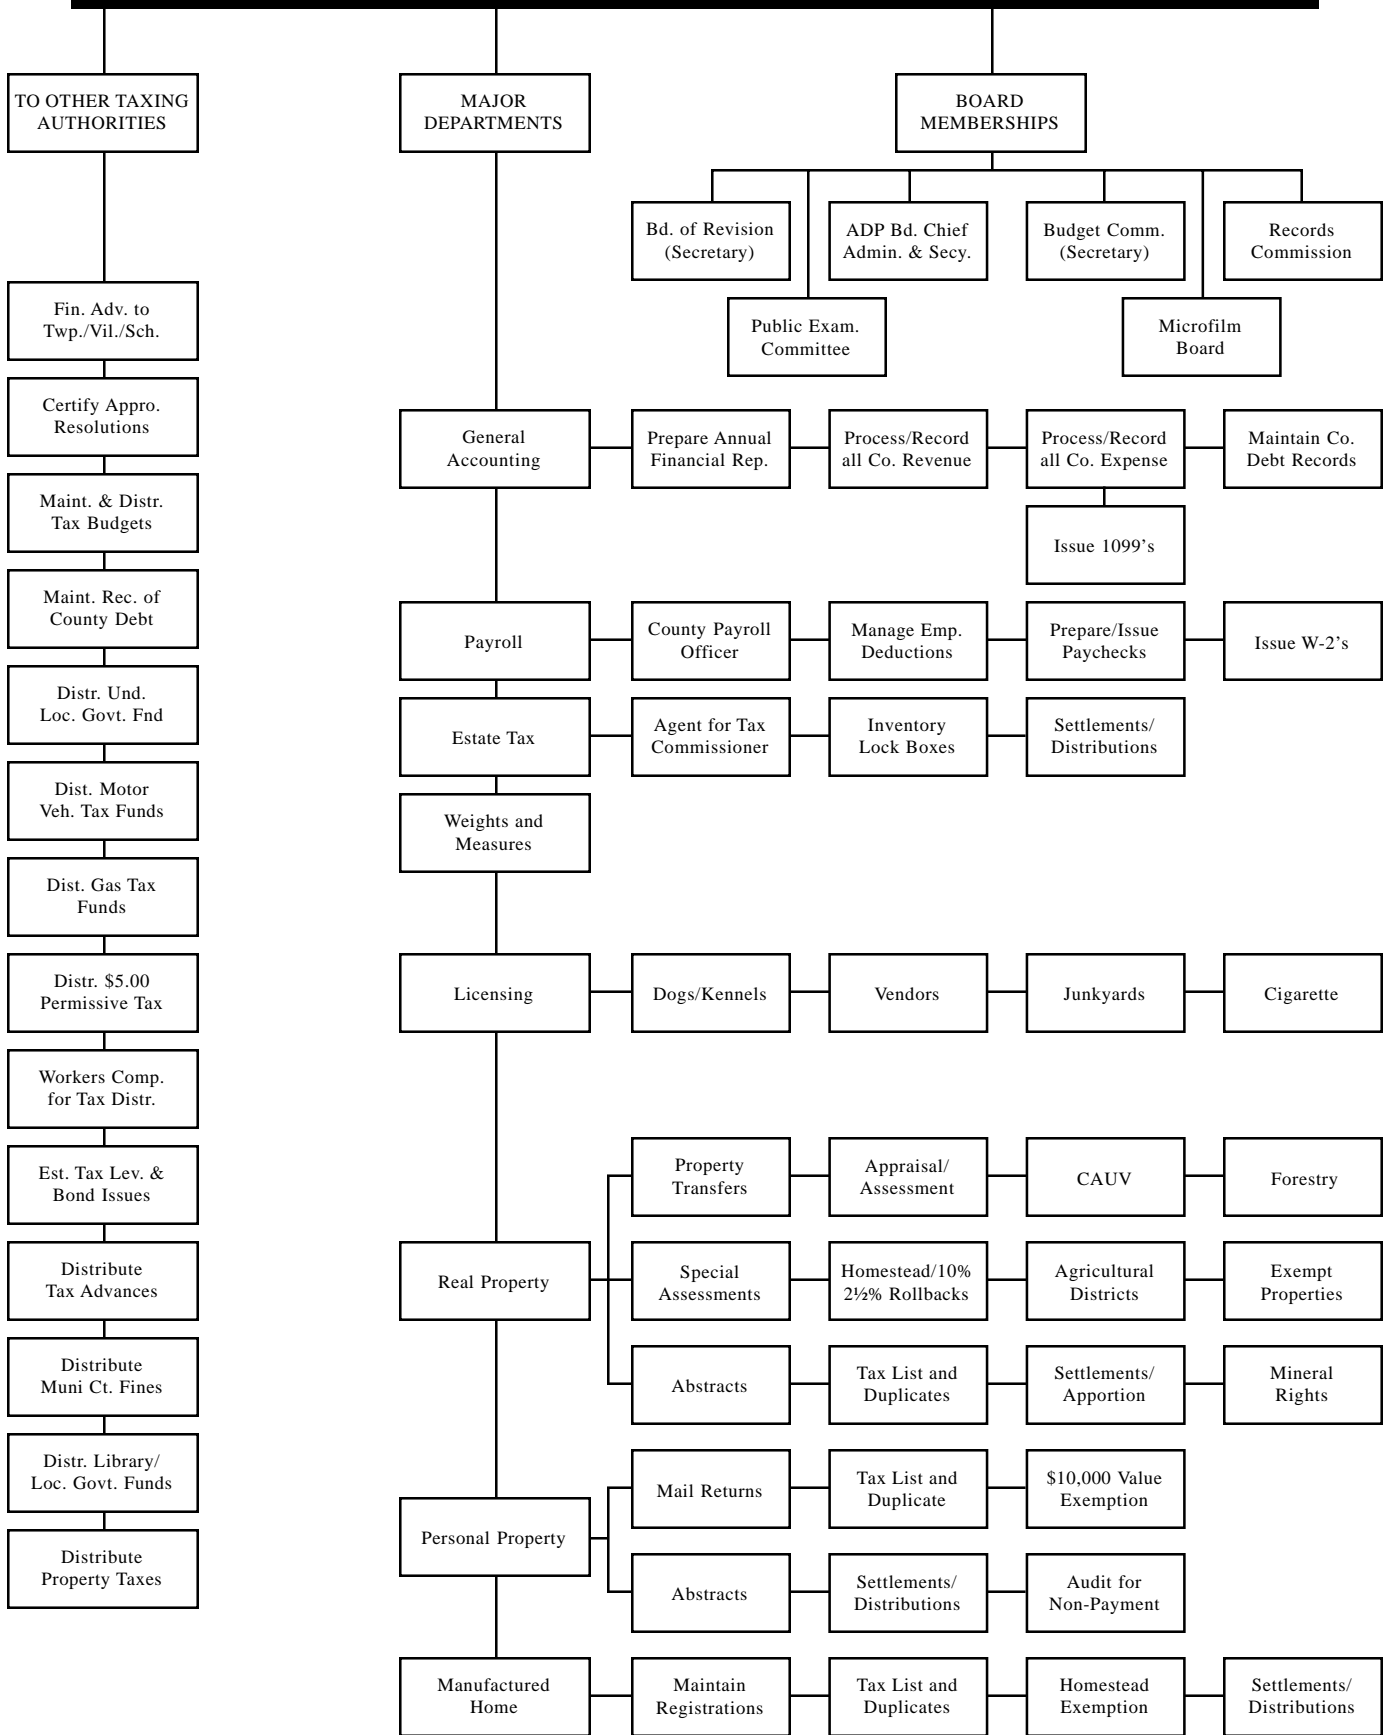 TO OTHER TAXING
AUTHORITIES
MAJOR
DEPARTMENTS
BOARD
MEMBERSHIPS
Bd. of Revision
(Secretary)
ADP Bd. Chief
Admin. & Secy.
Budget Comm.
(Secretary)
Records
Commission
Public Exam.
Committee
Microfilm
Board
Fin. Adv. to
Twp./Vil./Sch.
Certify Appro.
Resolutions
Maint. & Distr.
Tax Budgets
Maint. Rec. of
County Debt
Distr. Und.
Loc. Govt. Fnd
Dist. Motor
Veh. Tax Funds
Dist. Gas Tax
Funds
Distr. $5.00
Permissive Tax
Workers Comp.
for Tax Distr.
Est. Tax Lev. &
Bond Issues
Distribute
Tax Advances
Distribute
Muni Ct. Fines
Distr. Library/
Loc. Govt. Funds
Distribute
Property Taxes
General
Accounting
Prepare Annual
Financial Rep.
Process/Record
all Co. Revenue
Process/Record
all Co. Expense
Maintain Co.
Debt Records
Issue 1099's
Payroll
County Payroll
Officer
Manage Emp.
Deductions
Prepare/Issue
Paychecks
Issue W-2's
Estate Tax
Agent for Tax
Commissioner
Inventory
Lock Boxes
Settlements/
Distributions
Weights and
Measures
Licensing
Dogs/Kennels
Vendors
Junkyards
Cigarette
Real Property
Property
Transfers
Appraisal/
Assessment
CAUV
Forestry
Special
Assessments
Homestead/10%
2½% Rollbacks
Agricultural
Districts
Exempt
Properties
Abstracts
Tax List and
Duplicates
Settlements/
Apportion
Mineral
Rights
Personal Property
Mail Returns
Tax List and
Duplicate
$10,000 Value
Exemption
Abstracts
Settlements/
Distributions
Audit for
Non-Payment
Manufactured
Home
Maintain
Registrations
Tax List and
Duplicates
Homestead
Exemption
Settlements/
Distributions